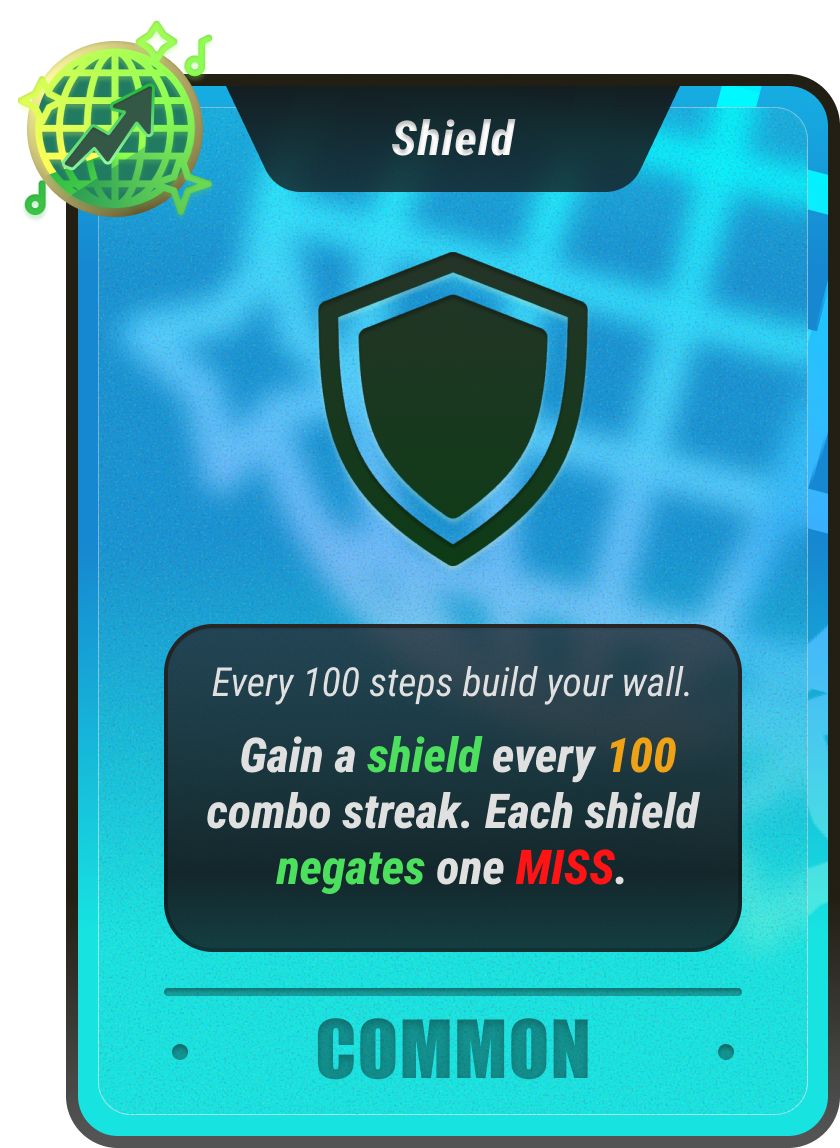 Shield
Every 100 steps build your wall.
Gain a shield every 100
combo streak. Each shield
negates one MISS.
COMMON